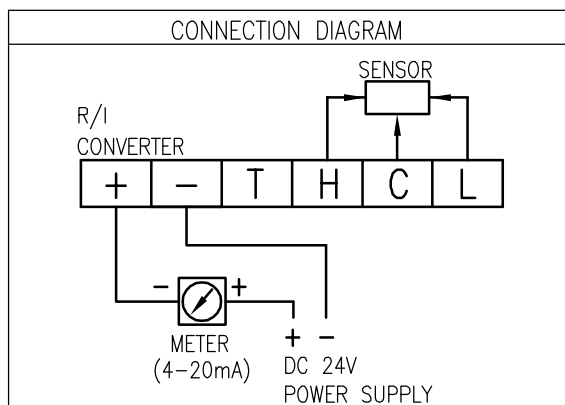 CONNECTION DIAGRAM
SENSOR
R/I
CONVERTER
+ − T H C L
− +
METER
(4−20mA)
+ −
DC 24V
POWER SUPPLY